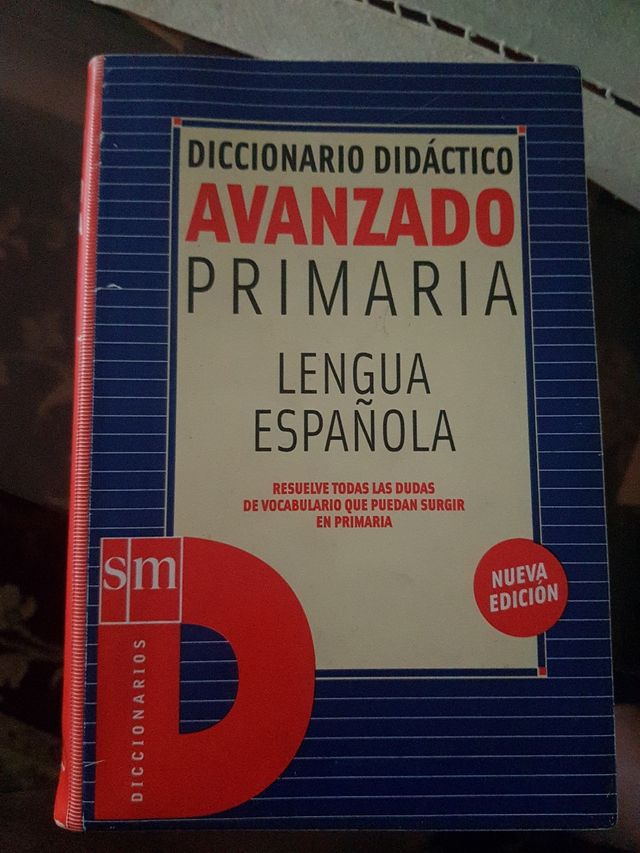 DICCIONARIO DIDÁCTICO
AVANZADO
PRIMARIA
LENGUA
ESPAÑOLA
RESUELVE TODAS LAS DUDAS
DE VOCABULARIO QUE PUEDAN SURGIR
EN PRIMARIA
sm
NUEVA
EDICIÓN
DICCIONARIOS